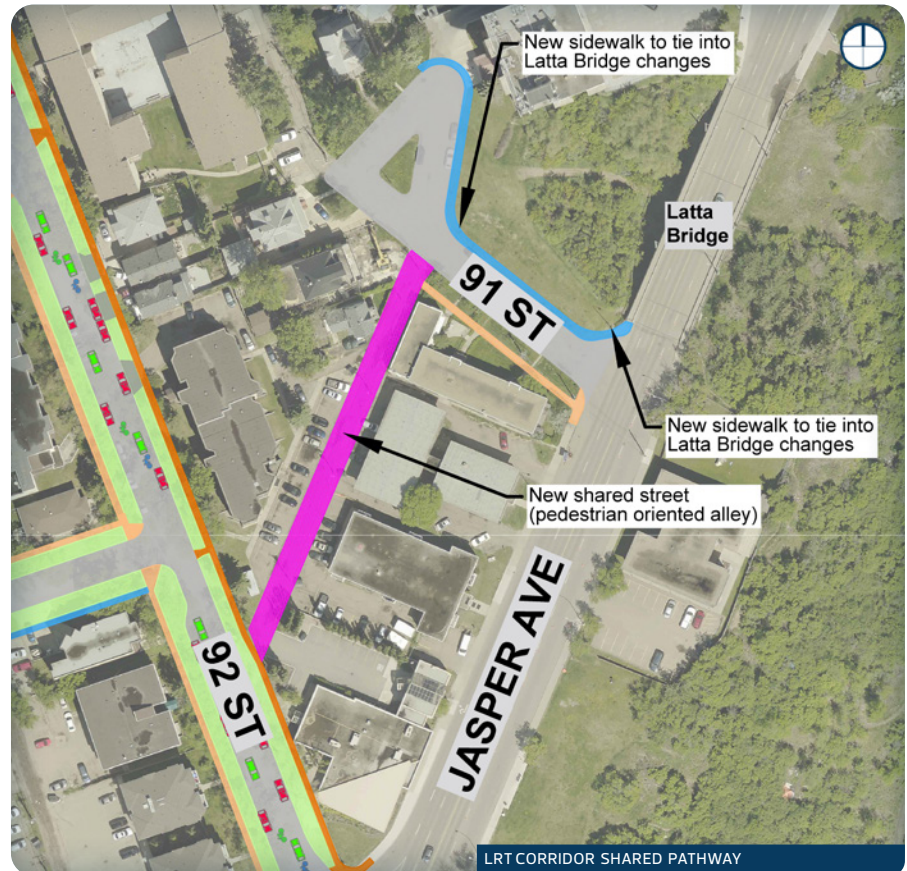 New sidewalk to tie into
Latta Bridge changes
Latta
Bridge
91 ST
New sidewalk to tie into
Latta Bridge changes
New shared street
(pedestrian oriented alley)
JASPER AVE
92 ST
LRT CORRIDOR SHARED PATHWAY